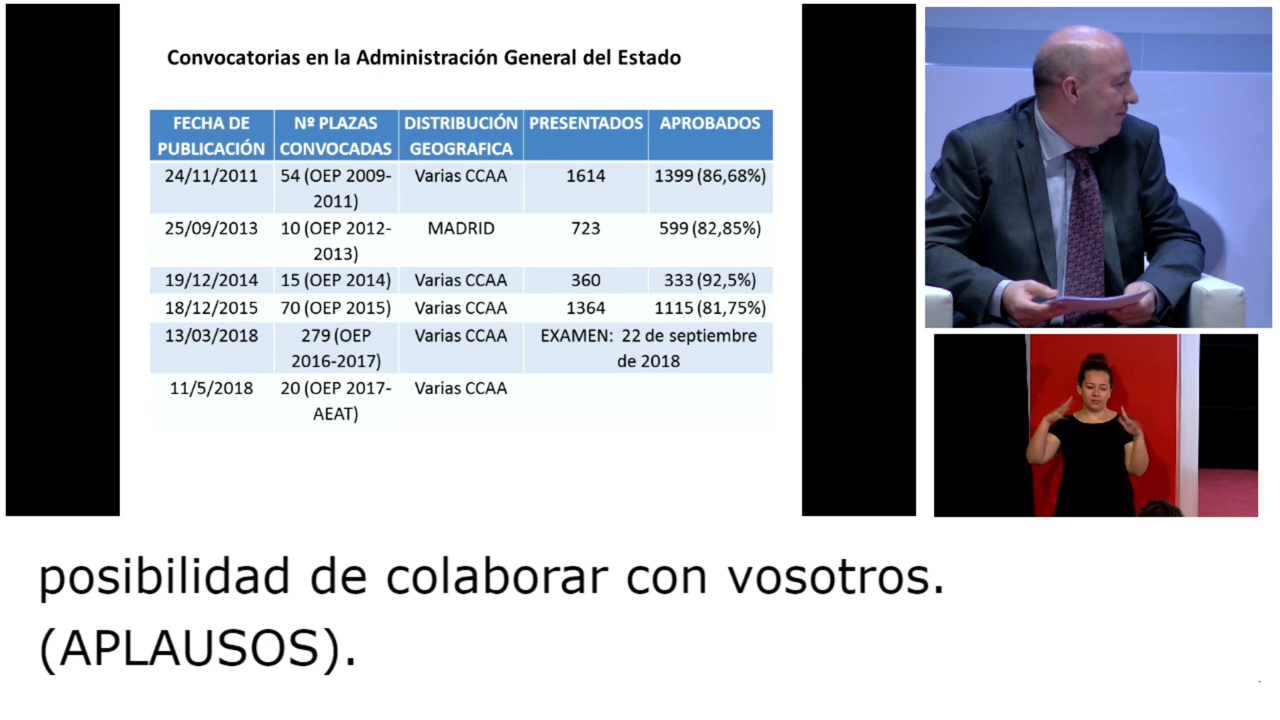 Convocatorias en la Administración General del Estado
FECHA DE PUBLICACIÓN Nº PLAZAS CONVOCADAS DISTRIBUCIÓN GEOGRAFICA PRESENTADOS APROBADOS
24/11/2011 54 (OEP 2009-2011) Varias CCAA 1614 1399 (86,68%)
25/09/2013 10 (OEP 2012-2013) MADRID 723 599 (82,85%)
19/12/2014 15 (OEP 2014) Varias CCAA 360 333 (92,5%)
18/12/2015 70 (OEP 2015) Varias CCAA 1364 1115 (81,75%)
13/03/2018 279 (OEP 2016-2017) Varias CCAA EXAMEN: 22 de septiembre de 2018
11/5/2018 20 (OEP 2017-AEAT) Varias CCAA
posibilidad de colaborar con vosotros.
(APLAUSOS).